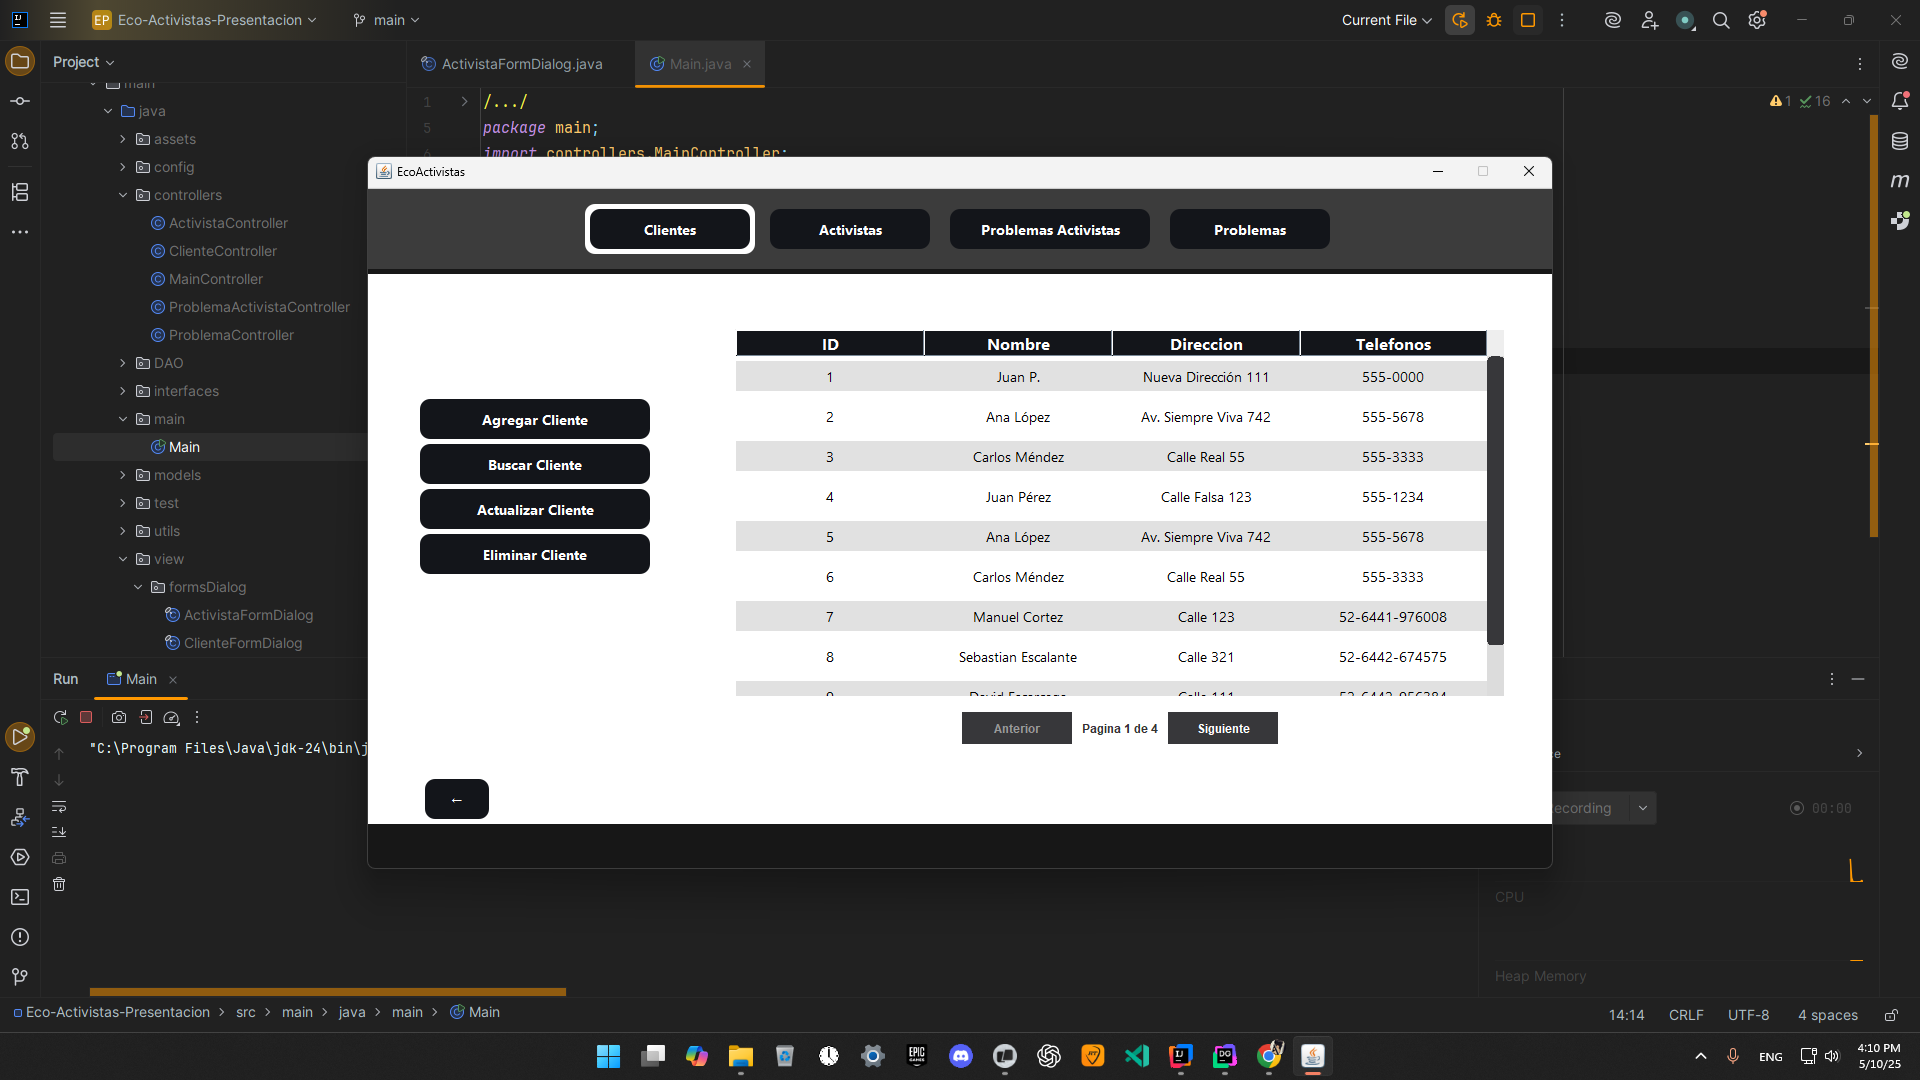 EP Eco-Activistas-Presentacion main Current File
Project
ActivistaFormDialog.java Main.java
main
java
assets
config
controllers
ActivistaController
ClienteController
MainController
ProblemaActivistaController
ProblemaController
DAO
interfaces
main
Main
models
test
utils
view
formsDialog
ActivistaFormDialog
ClienteFormDialog
1 /.../
5 package main;
6 import controllers.MainController;
1 16
EcoActivistas
Clientes Activistas Problemas Activistas Problemas
Agregar Cliente
Buscar Cliente
Actualizar Cliente
Eliminar Cliente
ID Nombre Direccion Telefonos
1 Juan P. Nueva Dirección 111 555-0000
2 Ana López Av. Siempre Viva 742 555-5678
3 Carlos Méndez Calle Real 55 555-3333
4 Juan Pérez Calle Falsa 123 555-1234
5 Ana López Av. Siempre Viva 742 555-5678
6 Carlos Méndez Calle Real 55 555-3333
7 Manuel Cortez Calle 123 52-6441-976008
8 Sebastian Escalante Calle 321 52-6442-674575
Anterior Pagina 1 de 4 Siguiente
←
Run Main
"C:\Program Files\Java\jdk-24\bin\j
ce
ecording 00:00
CPU
Heap Memory
Eco-Activistas-Presentacion > src > main > java > main > Main
14:14 CRLF UTF-8 4 spaces
ENG
4:10 PM
5/10/25